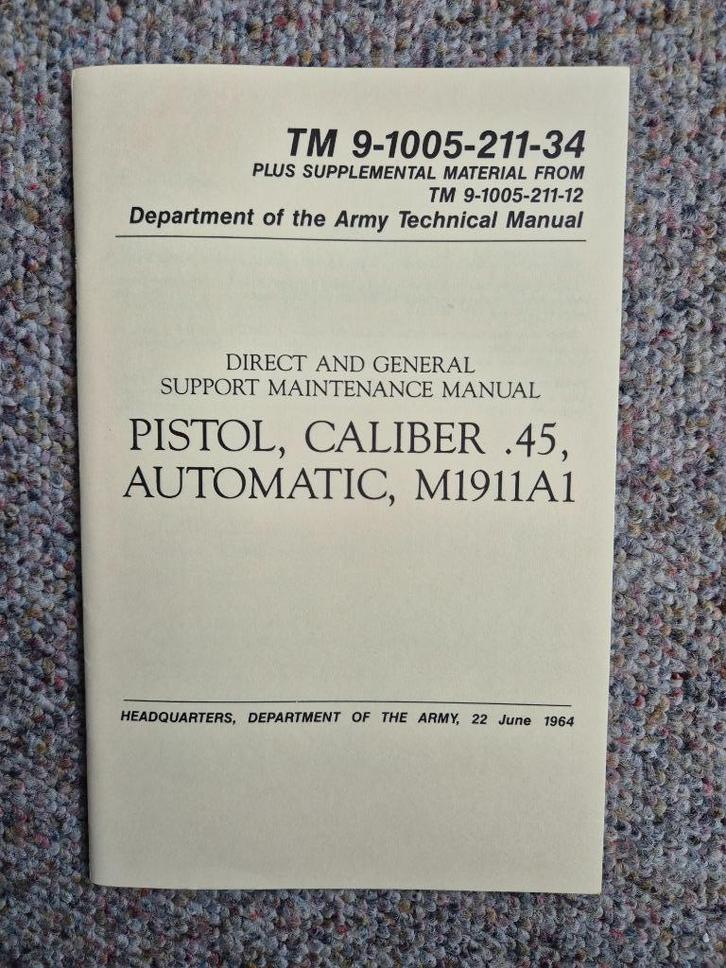 TM 9-1005-211-34
PLUS SUPPLEMENTAL MATERIAL FROM
TM 9-1005-211-12
Department of the Army Technical Manual
DIRECT AND GENERAL
SUPPORT MAINTENANCE MANUAL
PISTOL, CALIBER .45,
AUTOMATIC, M1911A1
HEADQUARTERS, DEPARTMENT OF THE ARMY, 22 June 1964